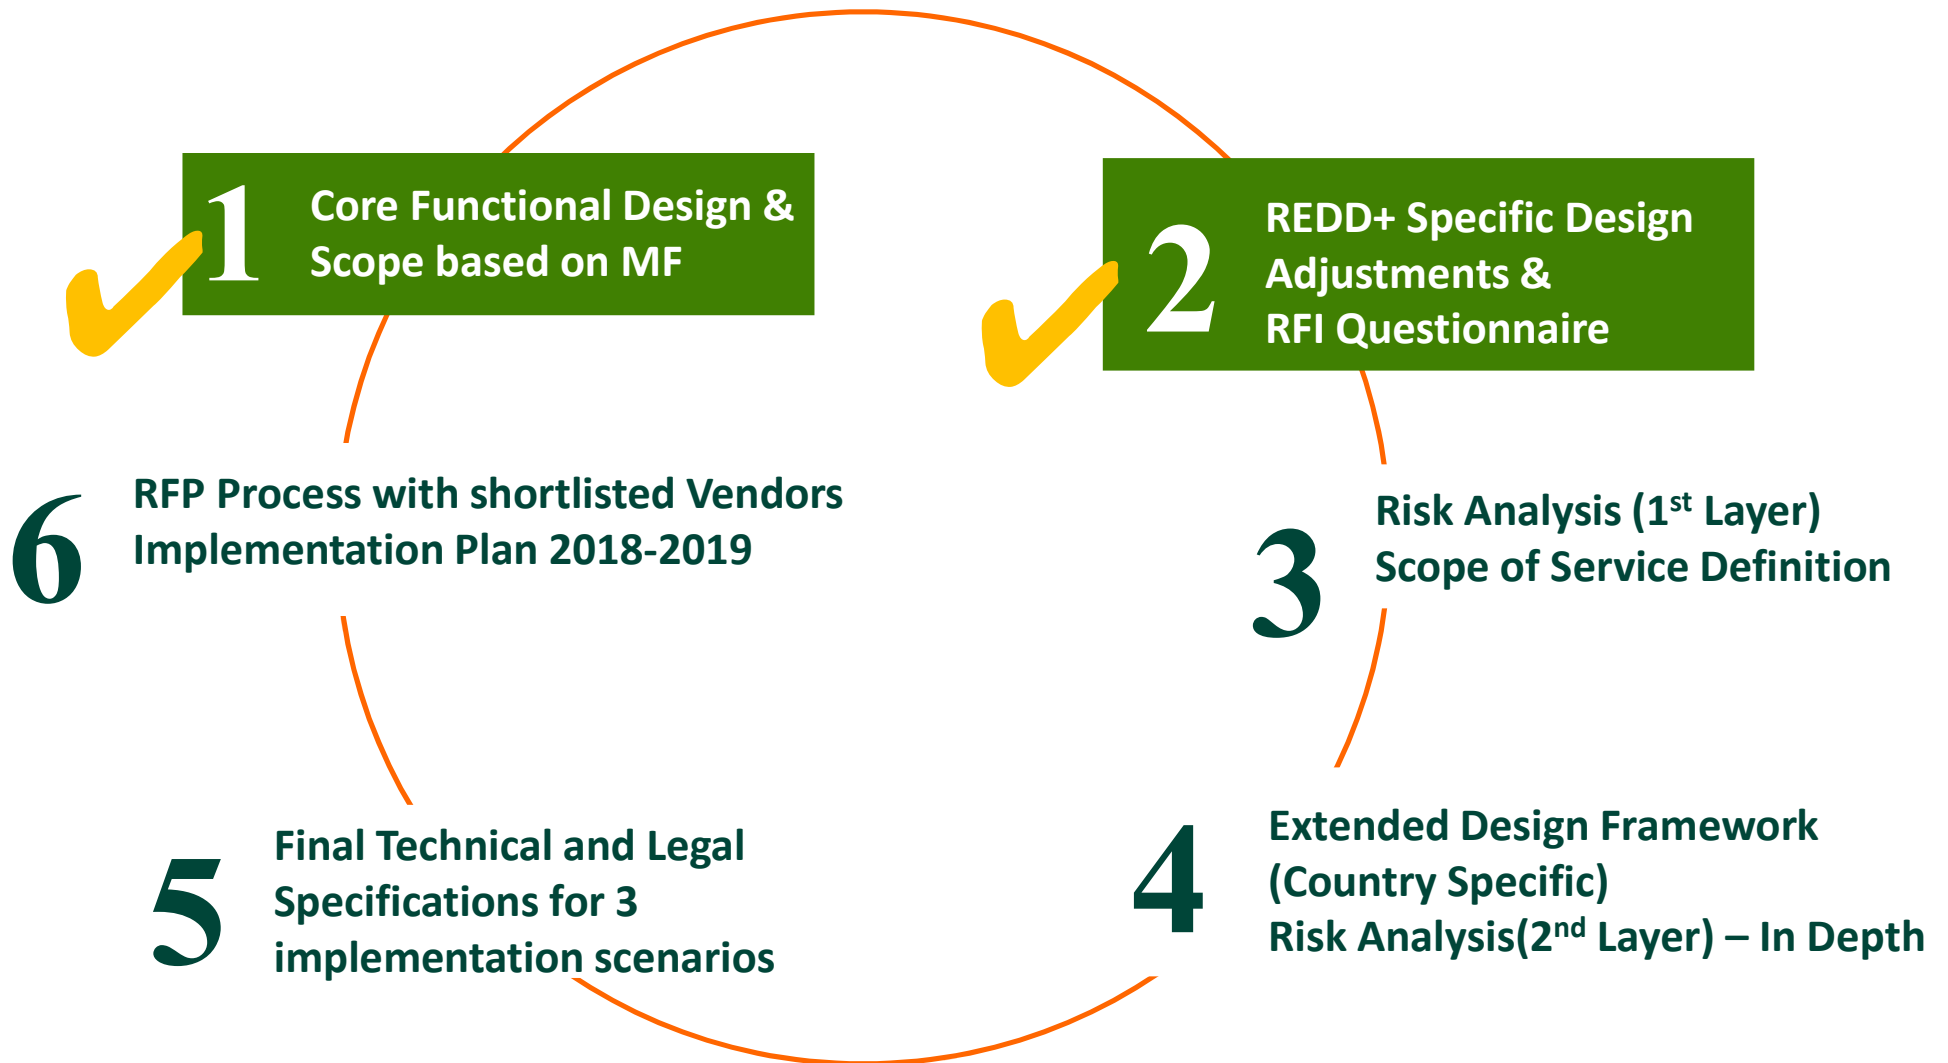 1
Core Functional Design &
Scope based on MF
2
REDD+ Specific Design
Adjustments &
RFI Questionnaire
3
Risk Analysis (1st Layer)
Scope of Service Definition
4
Extended Design Framework
(Country Specific)
Risk Analysis(2nd Layer) – In Depth
5
Final Technical and Legal
Specifications for 3
implementation scenarios
6
RFP Process with shortlisted Vendors
Implementation Plan 2018-2019